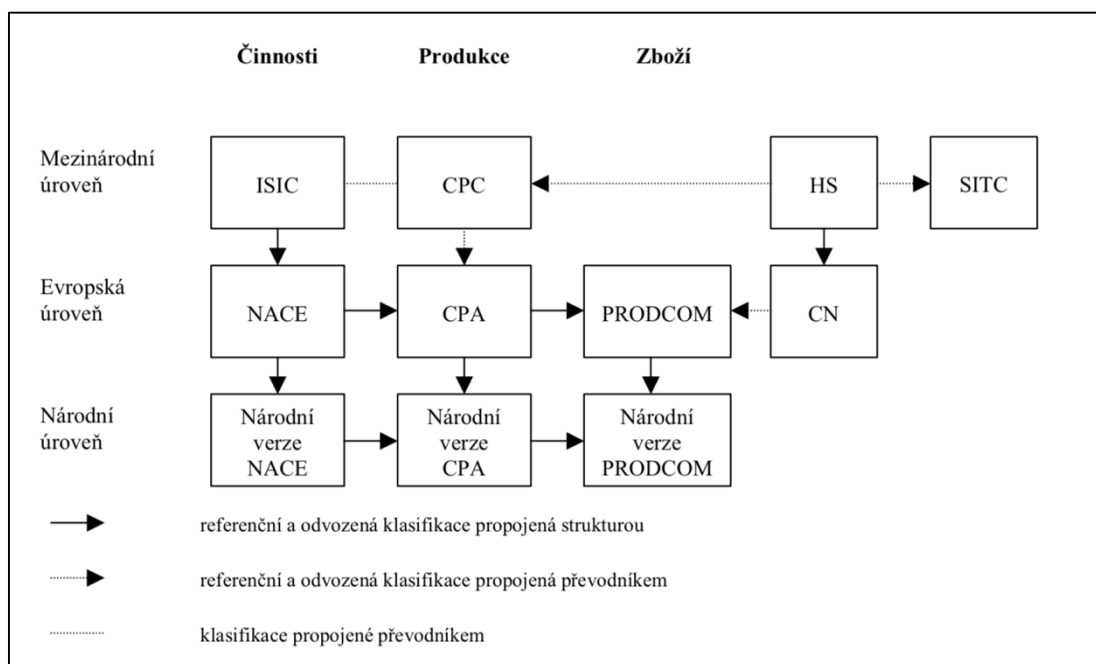 Činnosti Produkce Zboží
Mezinárodní
úroveň
ISIC CPC HS SITC
Evropská
úroveň
NACE CPA PRODCOM CN
Národní
úroveň
Národní
verze
NACE
Národní
verze
CPA
Národní
verze
PRODCOM
referenční a odvozená klasifikace propojená strukturou
referenční a odvozená klasifikace propojená převodníkem
klasifikace propojené převodníkem